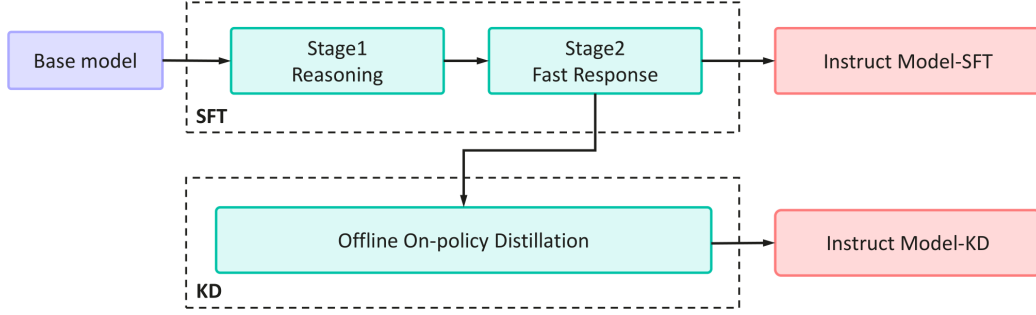 Base model
Stage1
Reasoning
Stage2
Fast Response
Instruct Model-SFT
SFT
Offline On-policy Distillation
Instruct Model-KD
KD